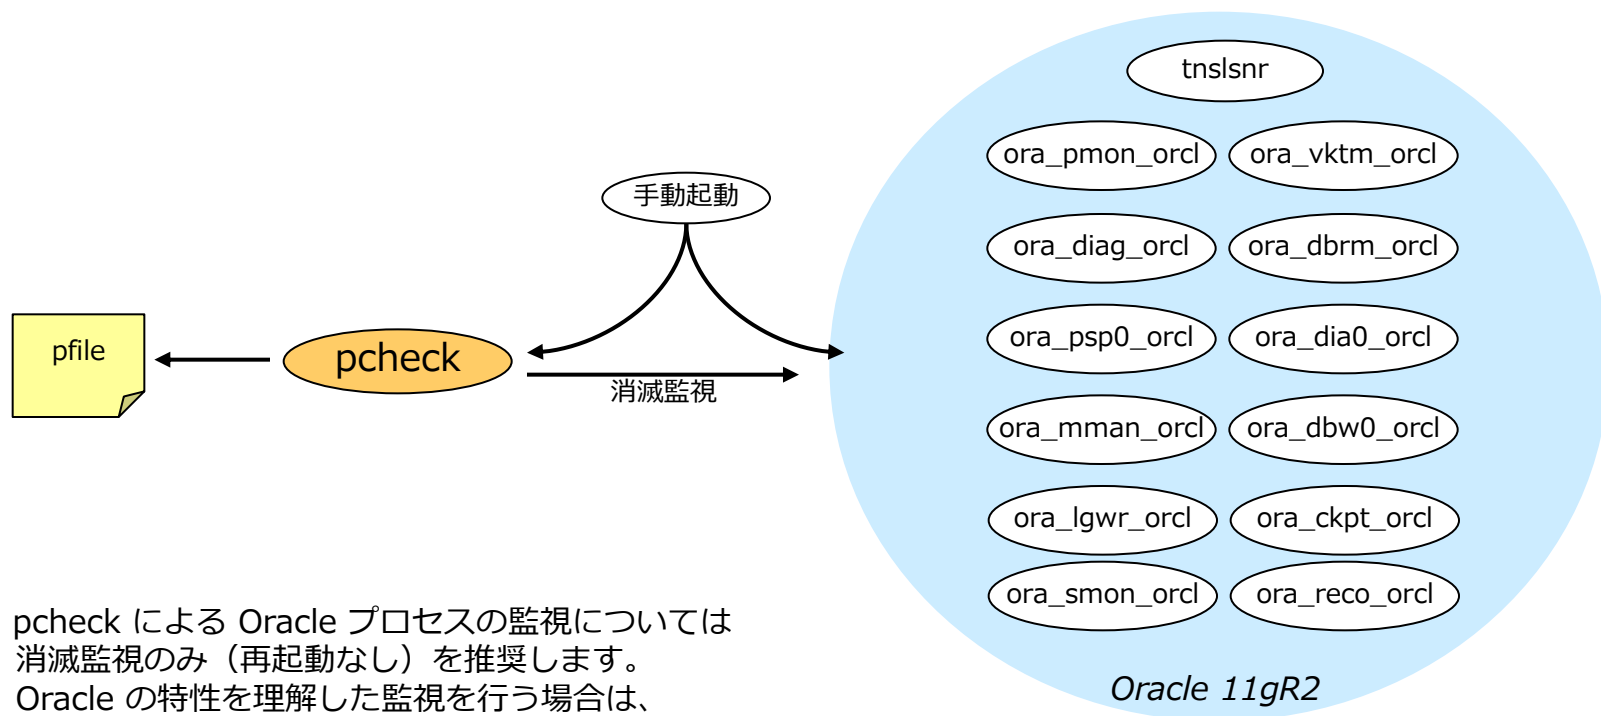 tnslsnr
ora_pmon_orcl ora_vktm_orcl
手動起動
ora_diag_orcl ora_dbrm_orcl
pfile
pcheck
ora_psp0_orcl ora_dia0_orcl
消滅監視
ora_mman_orcl ora_dbw0_orcl
ora_lgwr_orcl ora_ckpt_orcl
ora_smon_orcl ora_reco_orcl
pcheck による Oracle プロセスの監視については
消滅監視のみ（再起動なし）を推奨します。
Oracle の特性を理解した監視を行う場合は、
Oracle 11gR2